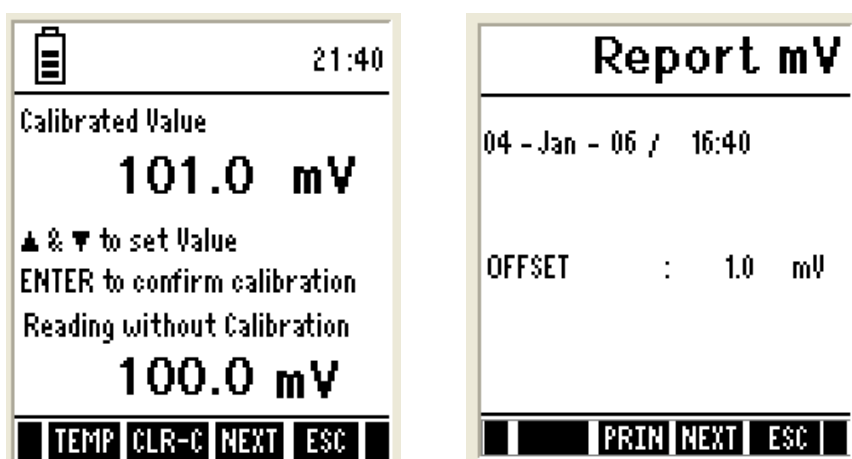 21:40
Calibrated Value
101.0 mV
▲ & ▼ to set Value
ENTER to confirm calibration
Reading without Calibration
100.0 mV
TEMP CLR-C NEXT ESC
Report mV
04 - Jan - 06 / 16:40
OFFSET : 1.0 mV
PRIN NEXT ESC